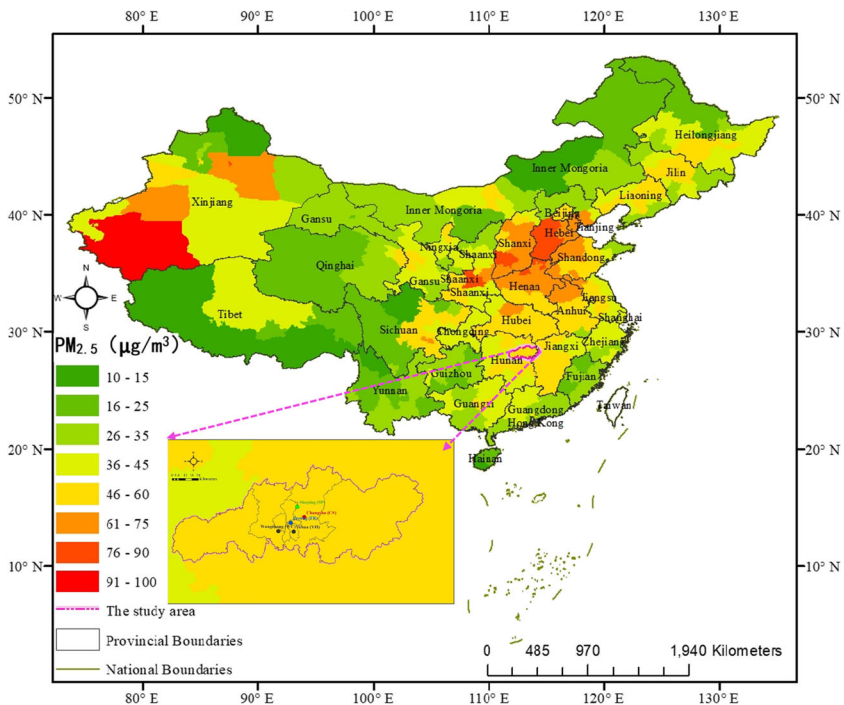 80° E 90° E 100° E 110° E 120° E 130° E
50° N 50° N
Heilongjiang
Jilin
Inner Mongoria
Liaoning
Xinjiang
40° N 40° N
Gansu
Inner Mongoria
Beijing
Tianjing
Hebei
Ningxia
Shanxi
Shaanxi
Shandong
Qinghai
Gansu
Shaanxi
Shaanxi
Henan
Jiangsu
Anhui
Shanghai
N
W E
S
Tibet
30° N 30° N
Sichuan
Chongqing
Hubei
Zhejiang
Jiangxi
Hunan
Guizhou
Fujian
Yunnan
Guangxi
Guangdong
Hong Kong
Taiwan
20° N 20° N
Hainan
10° N 10° N
PM2.5 (μg/m³)
10 - 15
16 - 25
26 - 35
36 - 45
46 - 60
61 - 75
76 - 90
91 - 100
The study area
Provincial Boundaries
National Boundaries
0 485 970 1,940 Kilometers
80° E 90° E 100° E 110° E 120° E 130° E